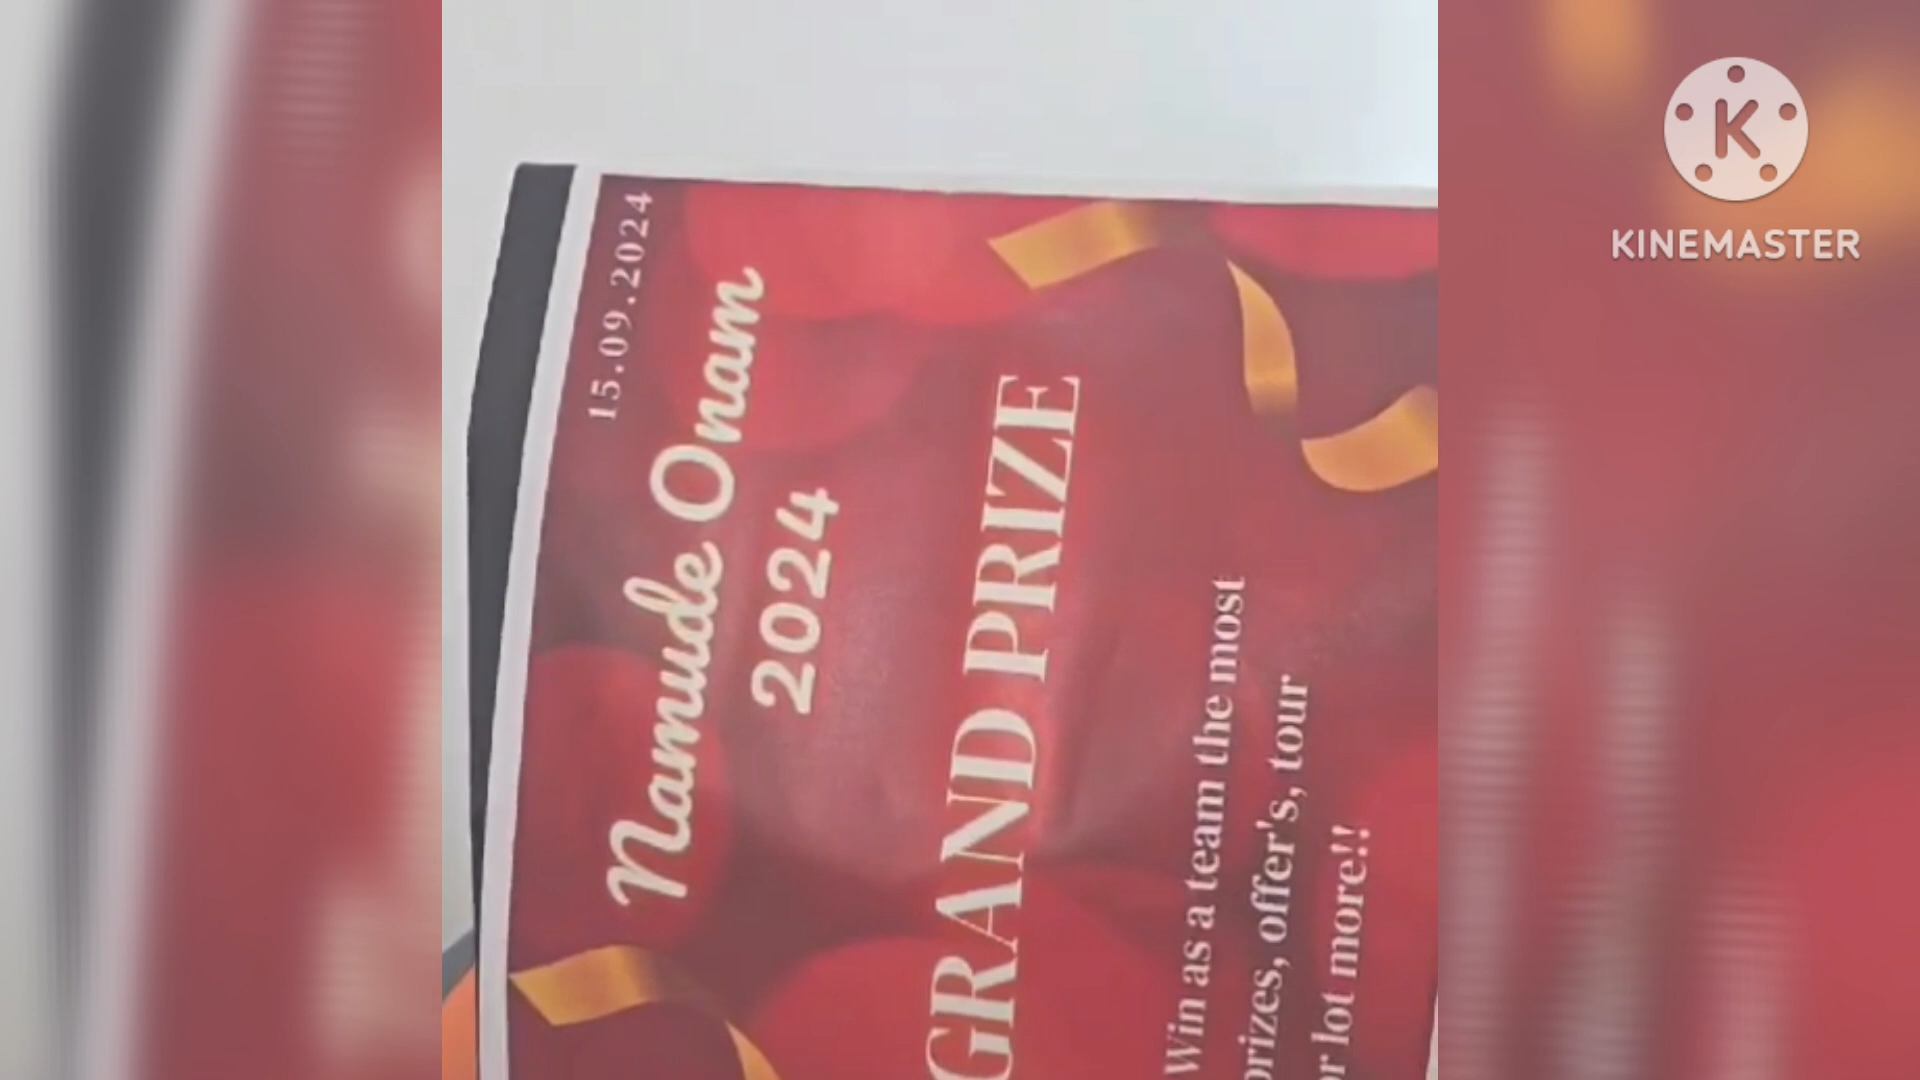 15.09.2024
Namude Onam
2024
GRAND PRIZE
Win as a team the most
prizes, offer's, tour
or lot more!!
K
KINEMASTER